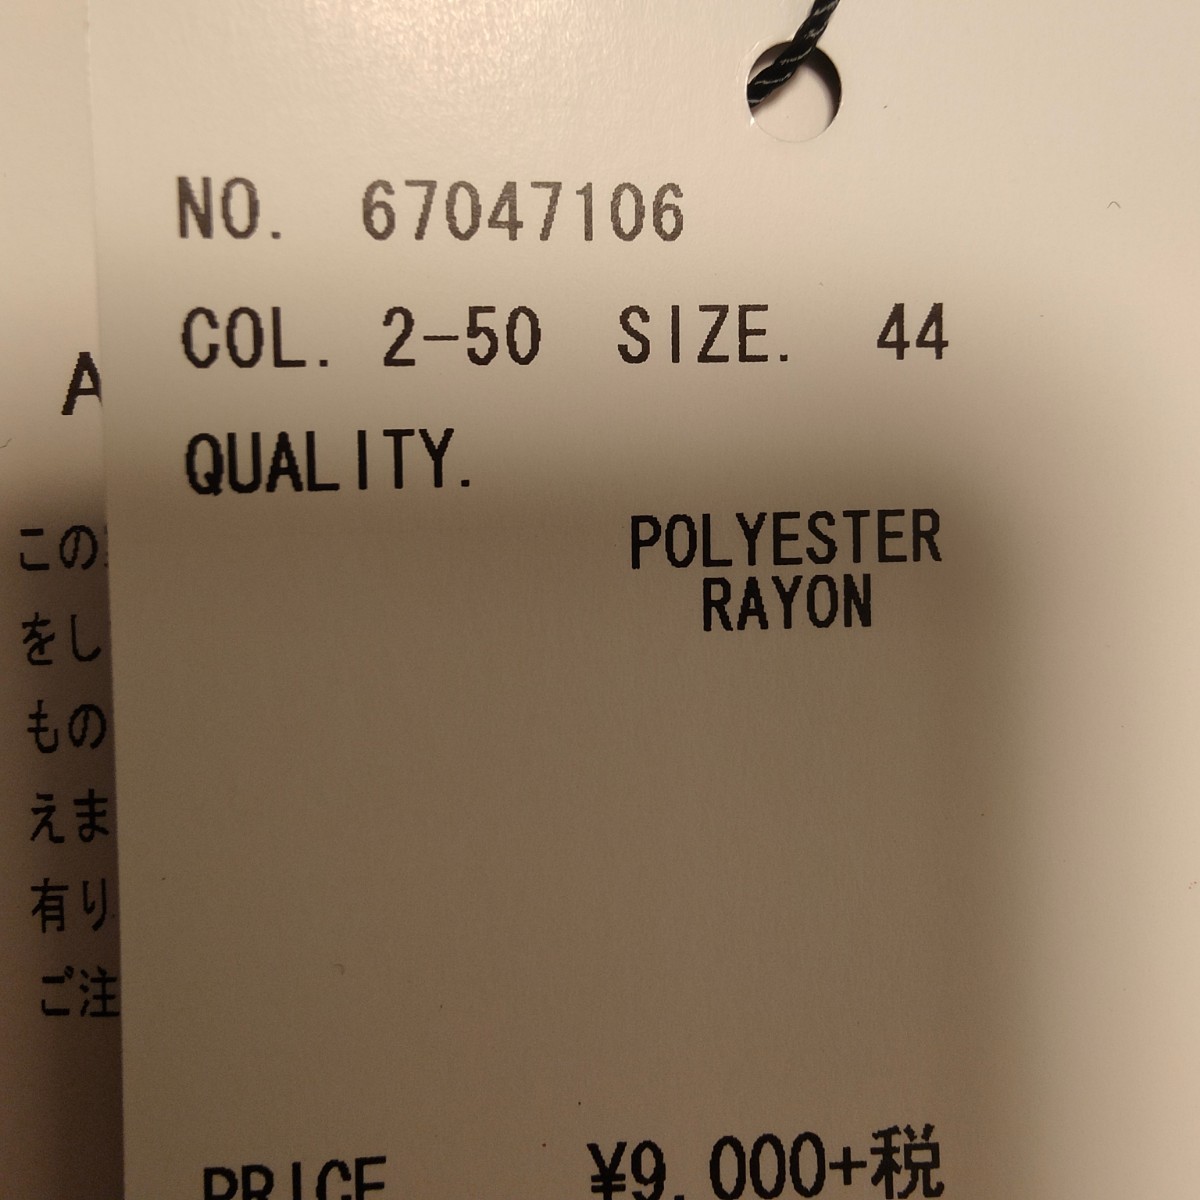 NO. 67047106
COL. 2-50 SIZE. 44
QUALITY.
POLYESTER
RAYON
PRICE ¥9,000+税
A
この
をし
もの
えま
有り
ご注